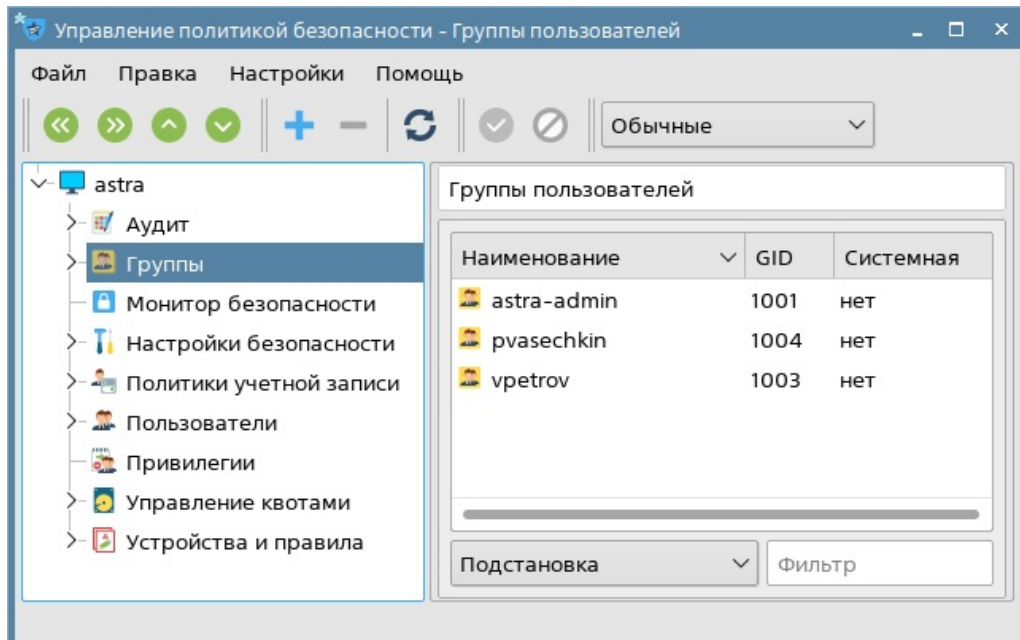 Управление политикой безопасности - Группы пользователей
Файл Правка Настройки Помощь
Обычные
astra
Аудит
Группы
Монитор безопасности
Настройки безопасности
Политики учетной записи
Пользователи
Привилегии
Управление квотами
Устройства и правила
Группы пользователей
Наименование GID Системная
astra-admin 1001 нет
pvasechkin 1004 нет
vpetrov 1003 нет
Подстановка Фильтр